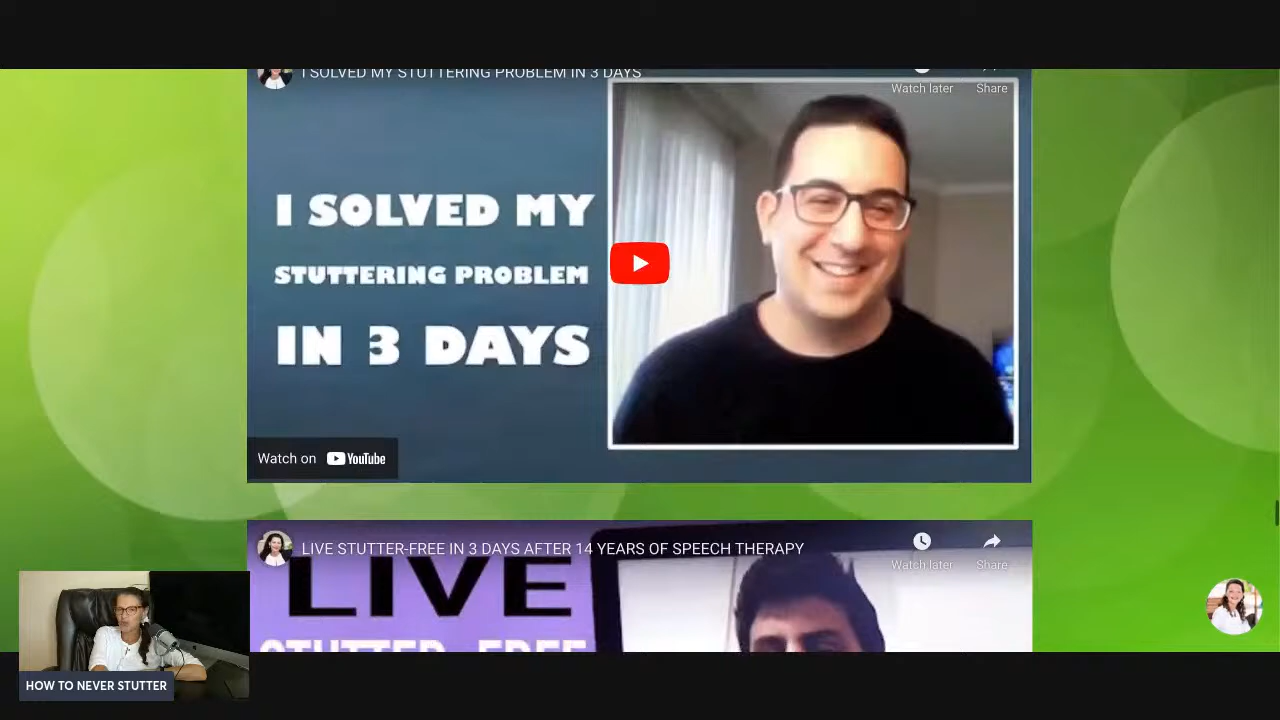 I SOLVED MY STUTTERING PROBLEM IN 3 DAYS
Watch later
Share
I SOLVED MY
STUTTERING PROBLEM
IN 3 DAYS
Watch on YouTube
LIVE STUTTER-FREE IN 3 DAYS AFTER 14 YEARS OF SPEECH THERAPY
Watch later
Share
LIVE
STUTTER-FREE
HOW TO NEVER STUTTER